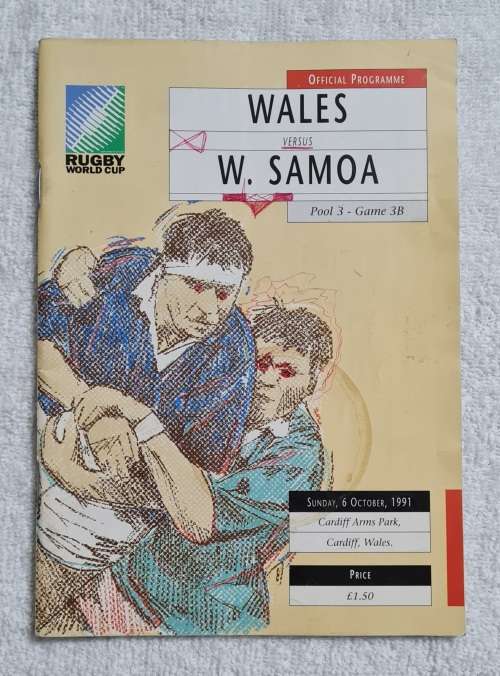 OFFICIAL PROGRAMME
WALES
VERSUS
W. SAMOA
Pool 3 - Game 3B
RUGBY
WORLD CUP
SUNDAY, 6 OCTOBER, 1991
Cardiff Arms Park,
Cardiff, Wales.
PRICE
£1.50